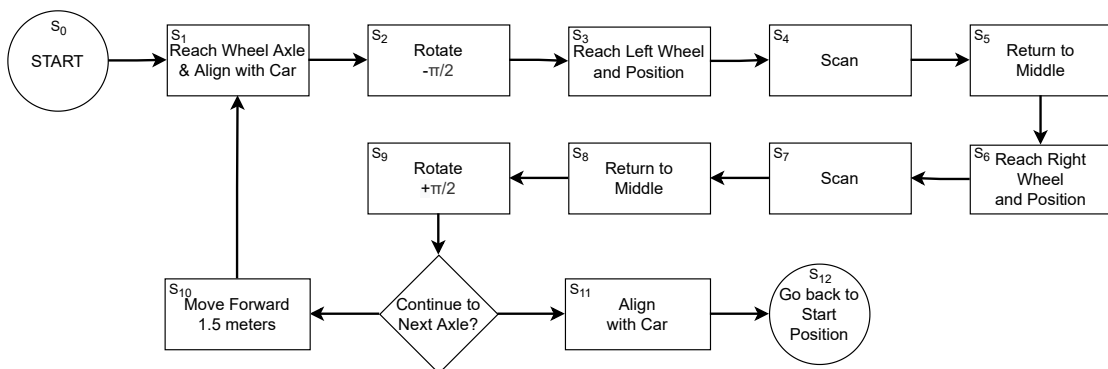 S0
START
S1
Reach Wheel Axle
& Align with Car
S2
Rotate
-π/2
S3
Reach Left Wheel
and Position
S4
Scan
S5
Return to
Middle
S6
Reach Right
Wheel
and Position
S7
Scan
S8
Return to
Middle
S9
Rotate
+π/2
Continue to
Next Axle?
S10
Move Forward
1.5 meters
S11
Align
with Car
S12
Go back to
Start
Position